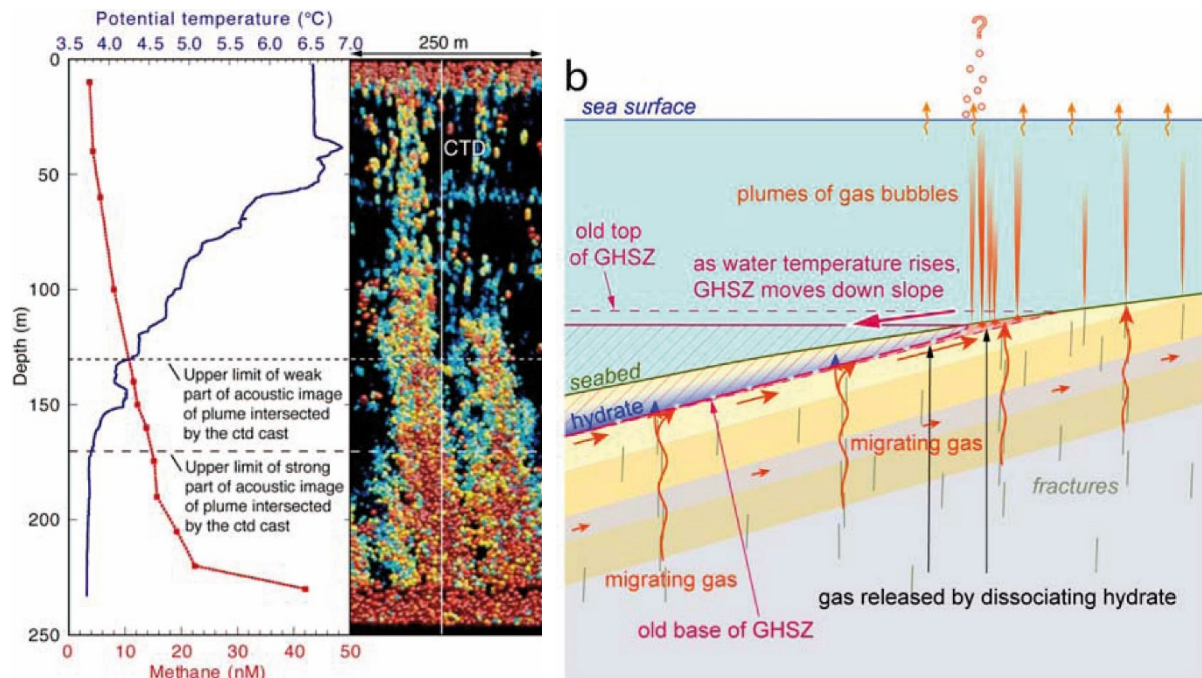 Potential temperature (°C)
3.5 4.0 4.5 5.0 5.5 6.0 6.5 7.0
250 m
0
50
100
150
200
250
Depth (m)
CTD
Upper limit of weak
part of acoustic image
of plume intersected
by the ctd cast
Upper limit of strong
part of acoustic image
of plume intersected
by the ctd cast
0 10 20 30 40 50
Methane (nM)
b
?
sea surface
plumes of gas bubbles
old top
of GHSZ
as water temperature rises,
GHSZ moves down slope
seabed
hydrate
migrating gas
fractures
migrating gas
gas released by dissociating hydrate
old base of GHSZ